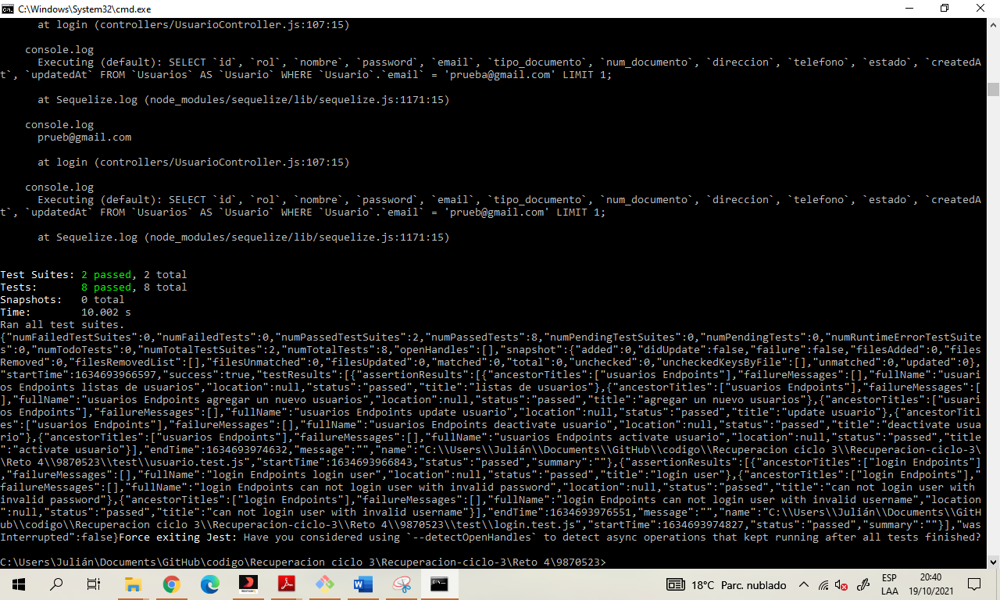 C:\Windows\System32\cmd.exe
at login (controllers/UsuarioController.js:107:15)
console.log
Executing (default): SELECT `id`, `rol`, `nombre`, `password`, `email`, `tipo_documento`, `num_documento`, `direccion`, `telefono`, `estado`, `createdA
t`, `updatedAt` FROM `Usuarios` AS `Usuario` WHERE `Usuario`.`email` = 'prueba@gmail.com' LIMIT 1;
at Sequelize.log (node_modules/sequelize/lib/sequelize.js:1171:15)
console.log
prueb@gmail.com
at login (controllers/UsuarioController.js:107:15)
console.log
Executing (default): SELECT `id`, `rol`, `nombre`, `password`, `email`, `tipo_documento`, `num_documento`, `direccion`, `telefono`, `estado`, `createdA
t`, `updatedAt` FROM `Usuarios` AS `Usuario` WHERE `Usuario`.`email` = 'prueb@gmail.com' LIMIT 1;
at Sequelize.log (node_modules/sequelize/lib/sequelize.js:1171:15)
Test Suites: 2 passed, 2 total
Tests: 8 passed, 8 total
Snapshots: 0 total
Time: 10.002 s
Ran all test suites.
{"numFailedTestSuites":0,"numFailedTests":0,"numPassedTestSuites":2,"numPassedTests":8,"numPendingTestSuites":0,"numPendingTests":0,"numRuntimeErrorTestSuite
s":0,"numTodoTests":0,"numTotalTestSuites":2,"numTotalTests":8,"openHandles":[],"snapshot":{"added":0,"didUpdate":false,"failure":false,"filesAdded":0,"files
Removed":0,"filesRemovedList":[],"filesUnmatched":0,"filesUpdated":0,"matched":0,"total":0,"unchecked":0,"uncheckedKeysByFile":[],"unmatched":0,"updated":0},
"startTime":1634693966597,"success":true,"testResults":[{"assertionResults":[{"ancestorTitles":["usuarios Endpoints"],"failureMessages":[],"fullName":"usuari
os Endpoints listas de usuarios","location":null,"status":"passed","title":"listas de usuarios"},{"ancestorTitles":["usuarios Endpoints"],"failureMessages":[
],"fullName":"usuarios Endpoints agregar un nuevo usuarios","location":null,"status":"passed","title":"agregar un nuevo usuarios"},{"ancestorTitles":["usuari
os Endpoints"],"failureMessages":[],"fullName":"usuarios Endpoints update usuario","location":null,"status":"passed","title":"update usuario"},{"ancestorTitl
es":["usuarios Endpoints"],"failureMessages":[],"fullName":"usuarios Endpoints deactivate usuario","location":null,"status":"passed","title":"deactivate usua
rio"},{"ancestorTitles":["usuarios Endpoints"],"failureMessages":[],"fullName":"usuarios Endpoints activate usuario","location":null,"status":"passed","title
":"activate usuario"}],"endTime":1634693974632,"message":"","name":"C:\\Users\\Julián\\Documents\\GitHub\\codigo\\Recuperacion ciclo 3\\Recuperacion-ciclo-3\
\Reto 4\\9870523\\test\\usuario.test.js","startTime":1634693966843,"status":"passed","summary":""},{"assertionResults":[{"ancestorTitles":["login Endpoints"]
,"failureMessages":[],"fullName":"login Endpoints login user","location":null,"status":"passed","title":"login user"},{"ancestorTitles":["login Endpoints"],"
failureMessages":[],"fullName":"login Endpoints can not login user with invalid password","location":null,"status":"passed","title":"can not login user with
invalid password"},{"ancestorTitles":["login Endpoints"],"failureMessages":[],"fullName":"login Endpoints can not login user with invalid username","location
":null,"status":"passed","title":"can not login user with invalid username"}],"endTime":1634693976551,"message":"","name":"C:\\Users\\Julián\\Documents\\GitH
ub\\codigo\\Recuperacion ciclo 3\\Recuperacion-ciclo-3\\Reto 4\\9870523\\test\\login.test.js","startTime":1634693974827,"status":"passed","summary":""}],"was
Interrupted":false}Force exiting Jest: Have you considered using `--detectOpenHandles` to detect async operations that kept running after all tests finished?
C:\Users\Julián\Documents\GitHub\codigo\Recuperacion ciclo 3\Recuperacion-ciclo-3\Reto 4\9870523>
18°C Parc. nublado
ESP
LAA
20:40
19/10/2021